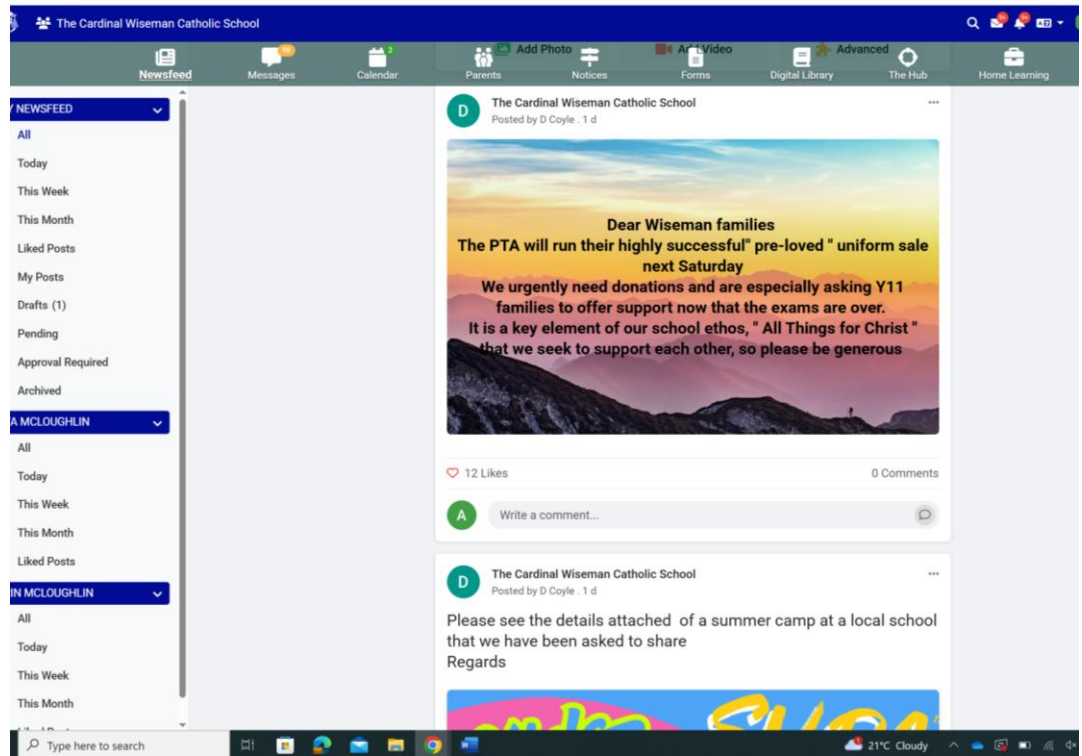 The Cardinal Wiseman Catholic School
Add Photo
Add Video
Advanced
Newsfeed
Messages
Calendar
2
Parents
Notices
Forms
Digital Library
The Hub
Home Learning
NEWSFEED
All
Today
This Week
This Month
Liked Posts
My Posts
Drafts (1)
Pending
Approval Required
Archived
A MCLOUGHLIN
All
Today
This Week
This Month
Liked Posts
IN MCLOUGHLIN
All
Today
This Week
This Month
D
The Cardinal Wiseman Catholic School
Posted by D Coyle . 1 d
Dear Wiseman families
The PTA will run their highly successful" pre-loved " uniform sale
next Saturday
We urgently need donations and are especially asking Y11
families to offer support now that the exams are over.
It is a key element of our school ethos, " All Things for Christ "
that we seek to support each other, so please be generous
12 Likes
0 Comments
A
Write a comment...
D
The Cardinal Wiseman Catholic School
Posted by D Coyle . 1 d
Please see the details attached of a summer camp at a local school
that we have been asked to share
Regards
Type here to search
21°C Cloudy